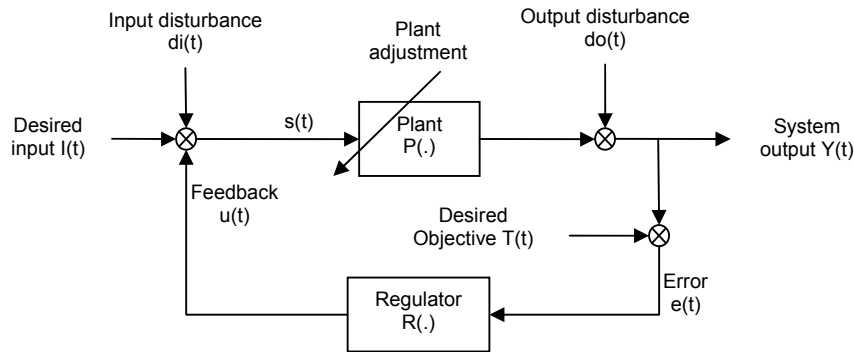 Input disturbance
di(t)
Plant
adjustment
Output disturbance
do(t)
Desired
input I(t)
s(t)
Plant
P(.)
System
output Y(t)
Feedback
u(t)
Desired
Objective T(t)
Error
e(t)
Regulator
R(.)